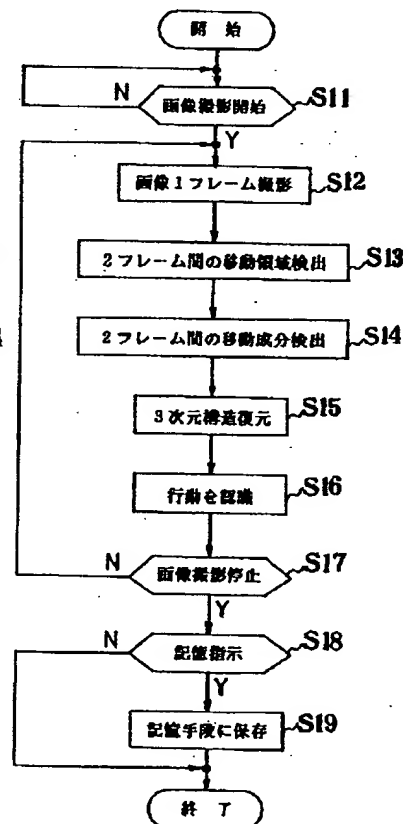 開 始
N
画像撮影開始
S11
Y
画像1フレーム撮影
S12
2フレーム間の移動領域検出
S13
2フレーム間の移動成分検出
S14
3次元構造復元
S15
行動を認識
S16
N
画像撮影停止
S17
Y
N
記憶指示
S18
Y
記憶手段に保存
S19
終 了